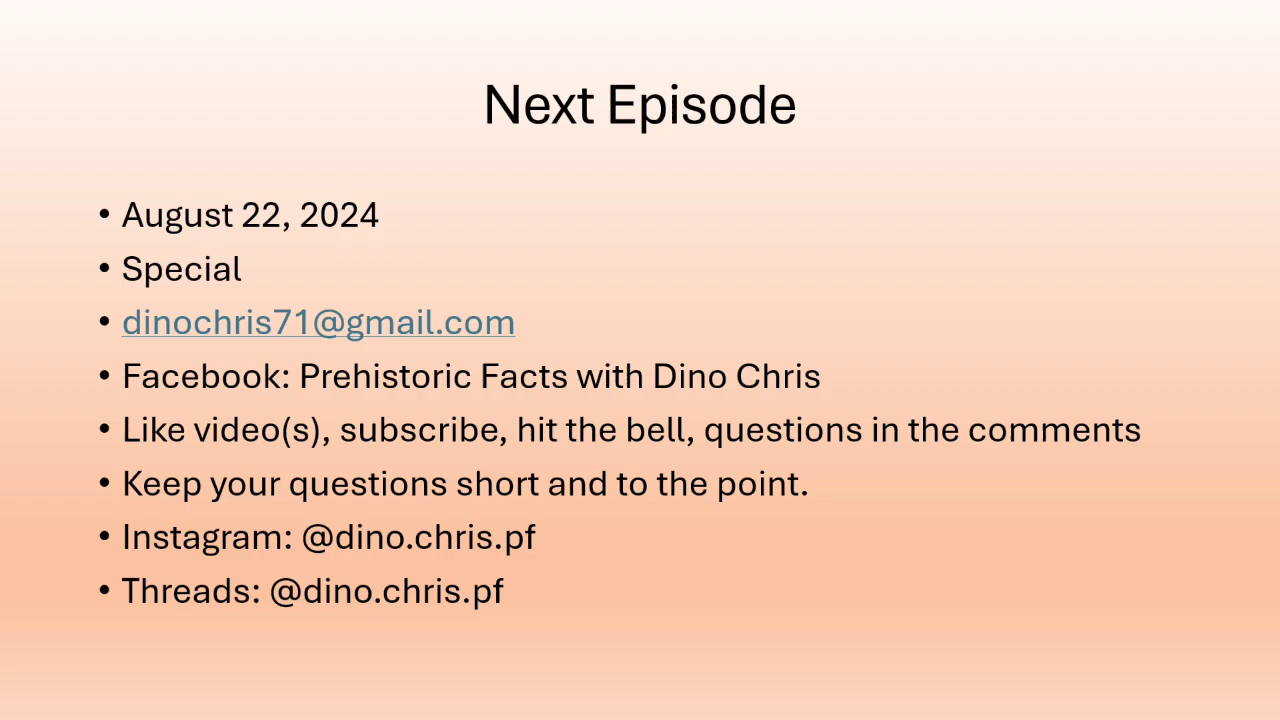 Next Episode
• August 22, 2024
• Special
• dinochris71@gmail.com
• Facebook: Prehistoric Facts with Dino Chris
• Like video(s), subscribe, hit the bell, questions in the comments
• Keep your questions short and to the point.
• Instagram: @dino.chris.pf
• Threads: @dino.chris.pf